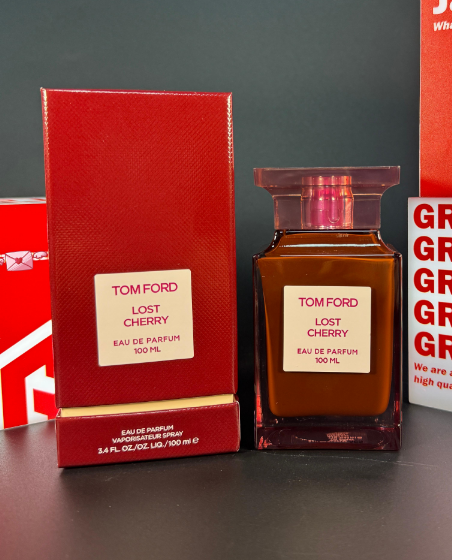 TOM FORD
LOST
CHERRY
EAU DE PARFUM
100 ML
EAU DE PARFUM
VAPORISATEUR SPRAY
3.4 FL. OZ./OZ. LIQ./100 ml e
TOM FORD
LOST
CHERRY
EAU DE PARFUM
100 ML
GR
GR
GR
GR
GR
We are a
high qua